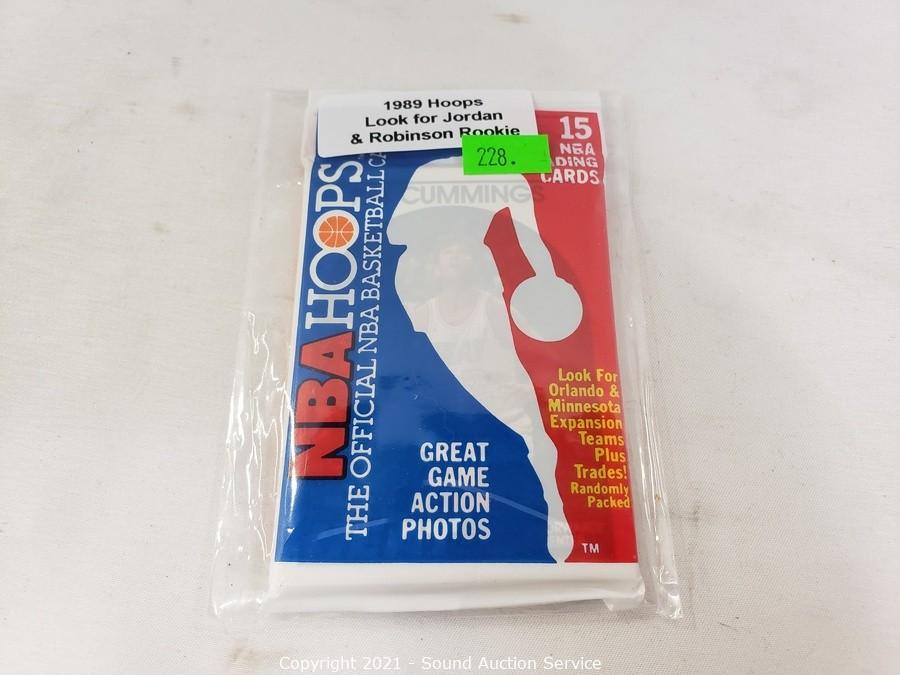 1989 Hoops
Look for Jordan
& Robinson Rookie
228.
15
NBA
ADING
CARDS
CUMMINGS
NBA HOOPS
THE OFFICIAL NBA BASKETBALL CA
GREAT
GAME
ACTION
PHOTOS
Look For
Orlando &
Minnesota
Expansion
Teams
Plus
Trades!
Randomly
Packed
TM
Copyright 2021 - Sound Auction Service